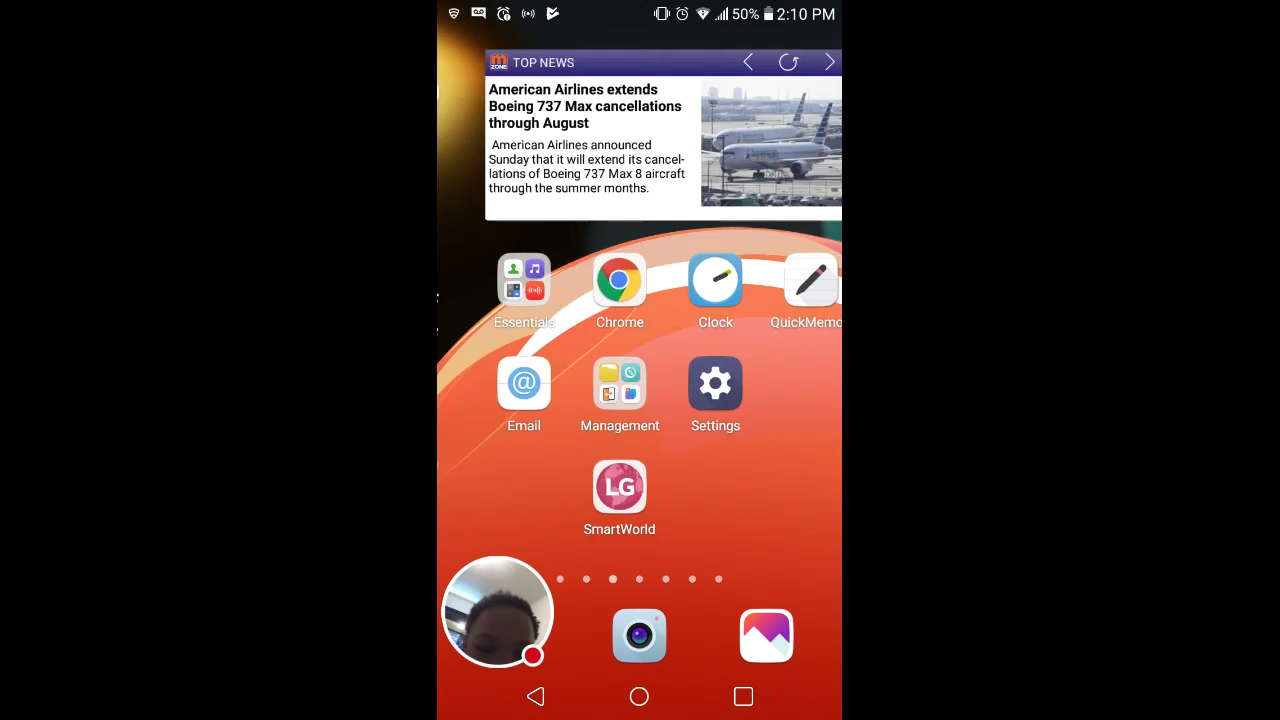 50% 2:10 PM
m ZONE TOP NEWS
American Airlines extends
Boeing 737 Max cancellations
through August
American Airlines announced
Sunday that it will extend its cancel-
lations of Boeing 737 Max 8 aircraft
through the summer months.
Essentials Chrome Clock QuickMemo
@
Email Management Settings
LG
SmartWorld